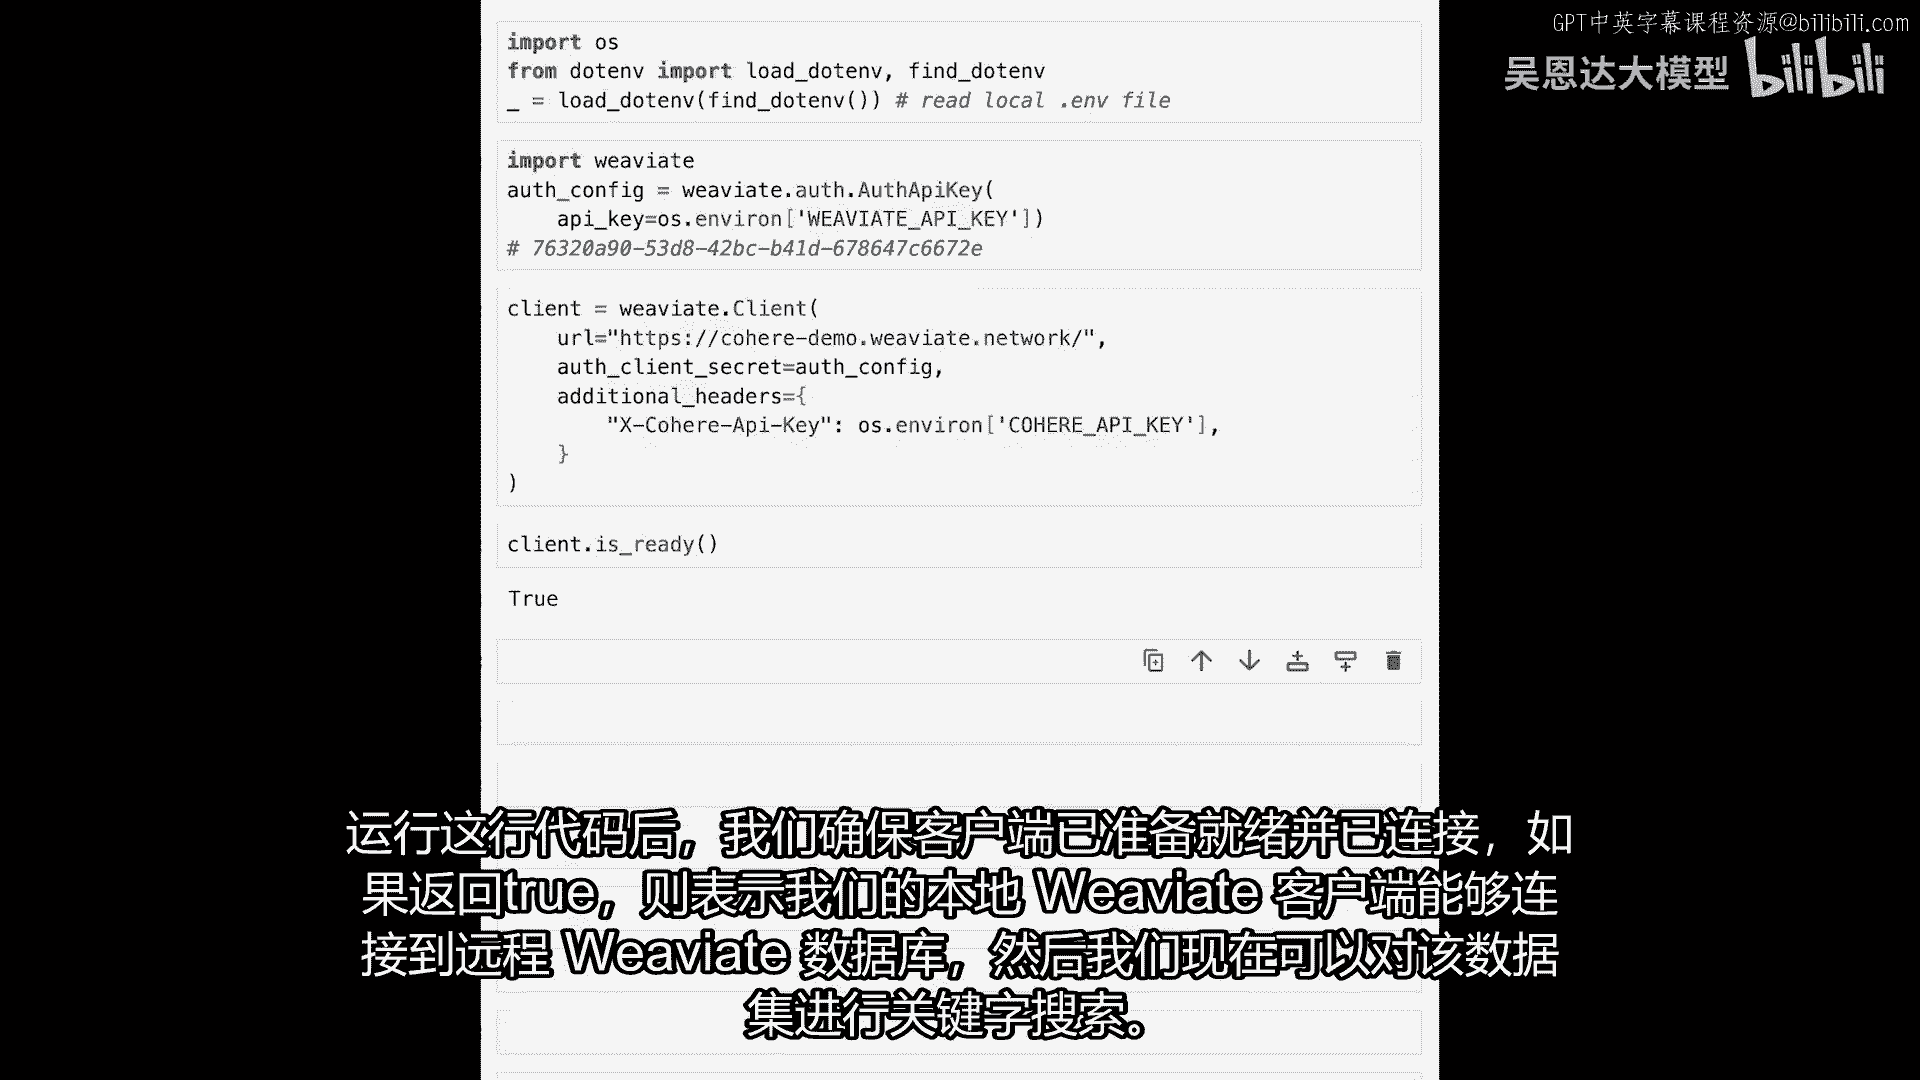 GPT中英字幕课程资源@bilibili.com
吴恩达大模型 bilibili
import os
from dotenv import load_dotenv, find_dotenv
_ = load_dotenv(find_dotenv()) # read local .env file
import weaviate
auth_config = weaviate.auth.AuthApiKey(
    api_key=os.environ['WEAVIATE_API_KEY'])
# 76320a90-53d8-42bc-b41d-678647c6672e
client = weaviate.Client(
    url="https://cohere-demo.weaviate.network/",
    auth_client_secret=auth_config,
    additional_headers={
        "X-Cohere-Api-Key": os.environ['COHERE_API_KEY'],
    }
)
client.is_ready()
True
运行这行代码后，我们确保客户端已准备就绪并已连接，如
果返回true，则表示我们的本地 Weaviate 客户端能够连
接到远程 Weaviate 数据库，然后我们现在可以对该数据
集进行关键字搜索。